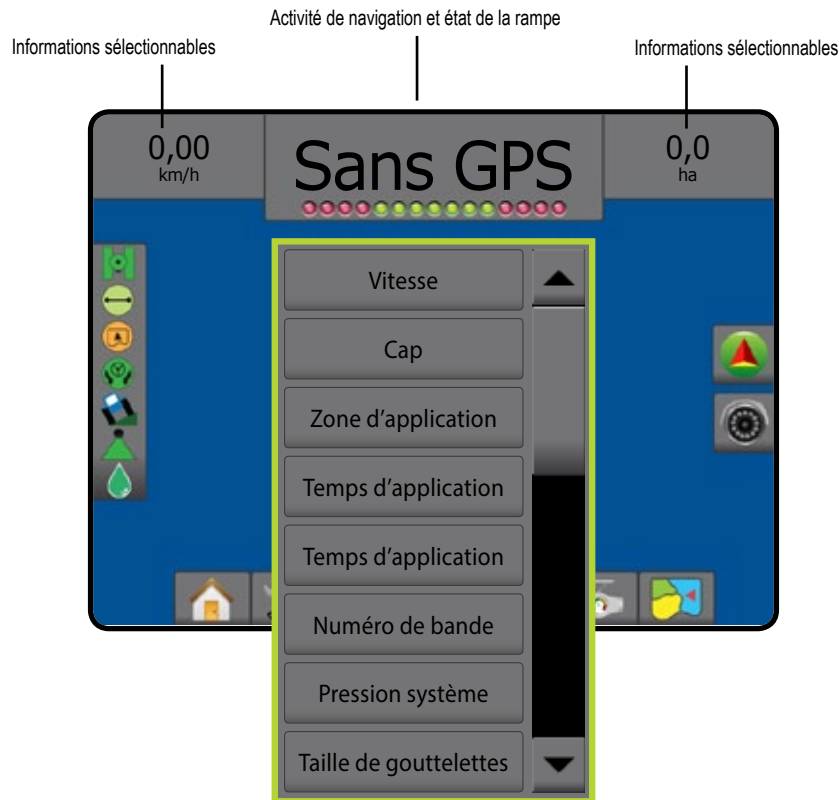 Activité de navigation et état de la rampe
Informations sélectionnables
Informations sélectionnables
0,00
km/h
Sans GPS
0,0
ha
Vitesse
Cap
Zone d'application
Temps d'application
Temps d'application
Numéro de bande
Pression système
Taille de gouttelettes